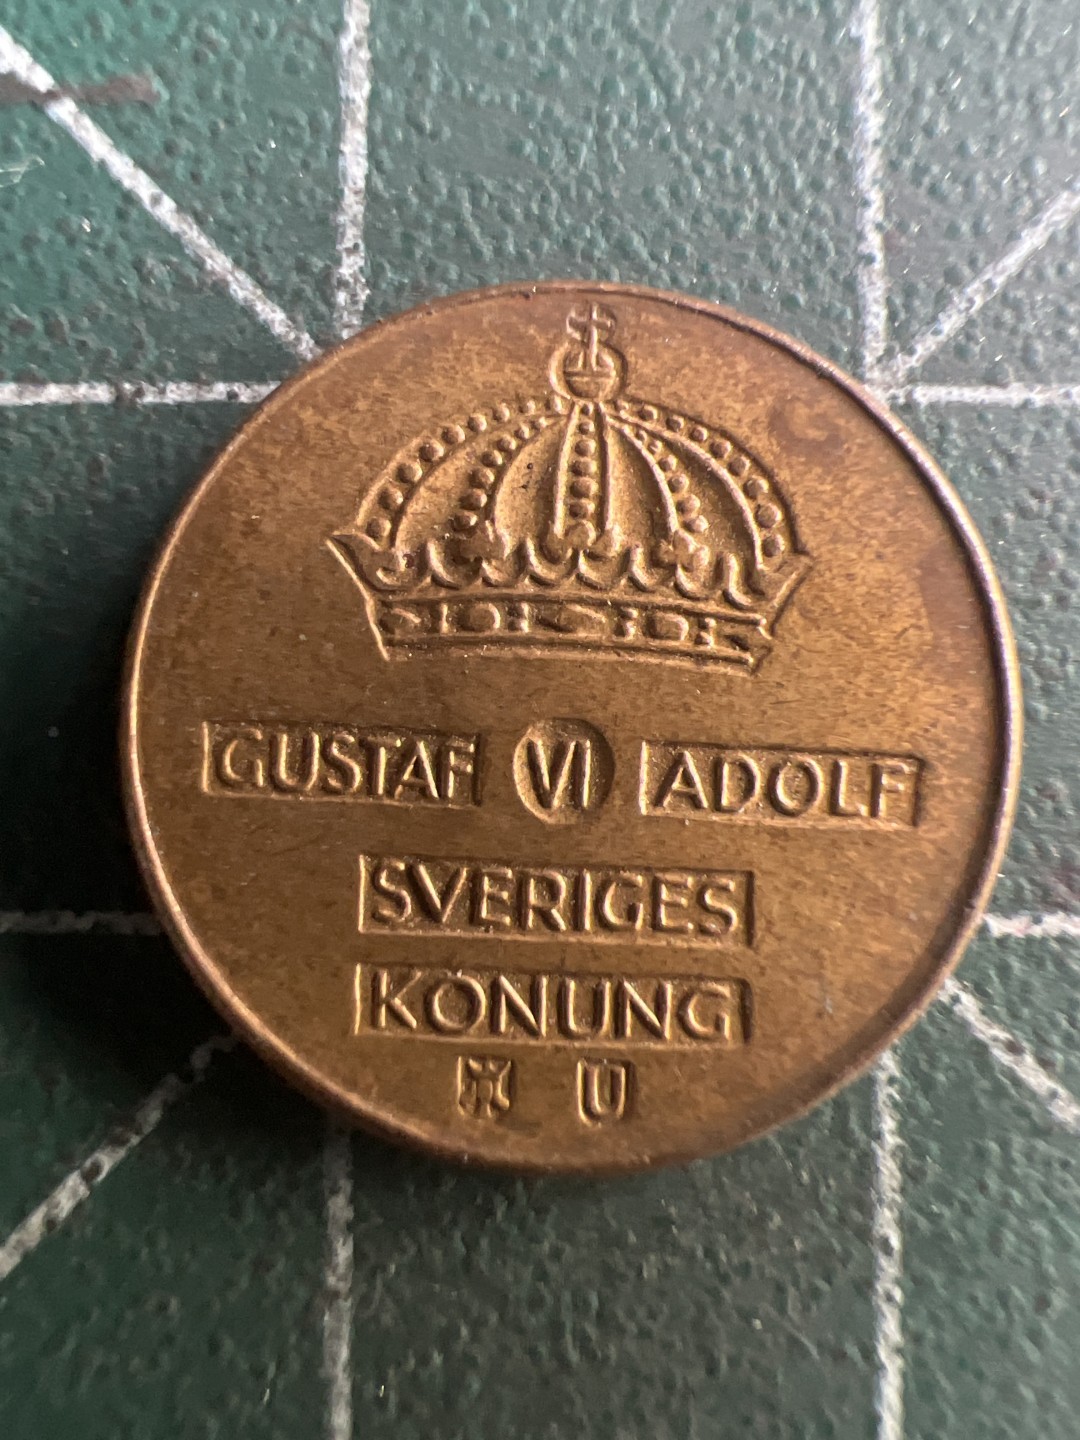 GUSTAF VI ADOLF
SVERIGES
KONUNG
U